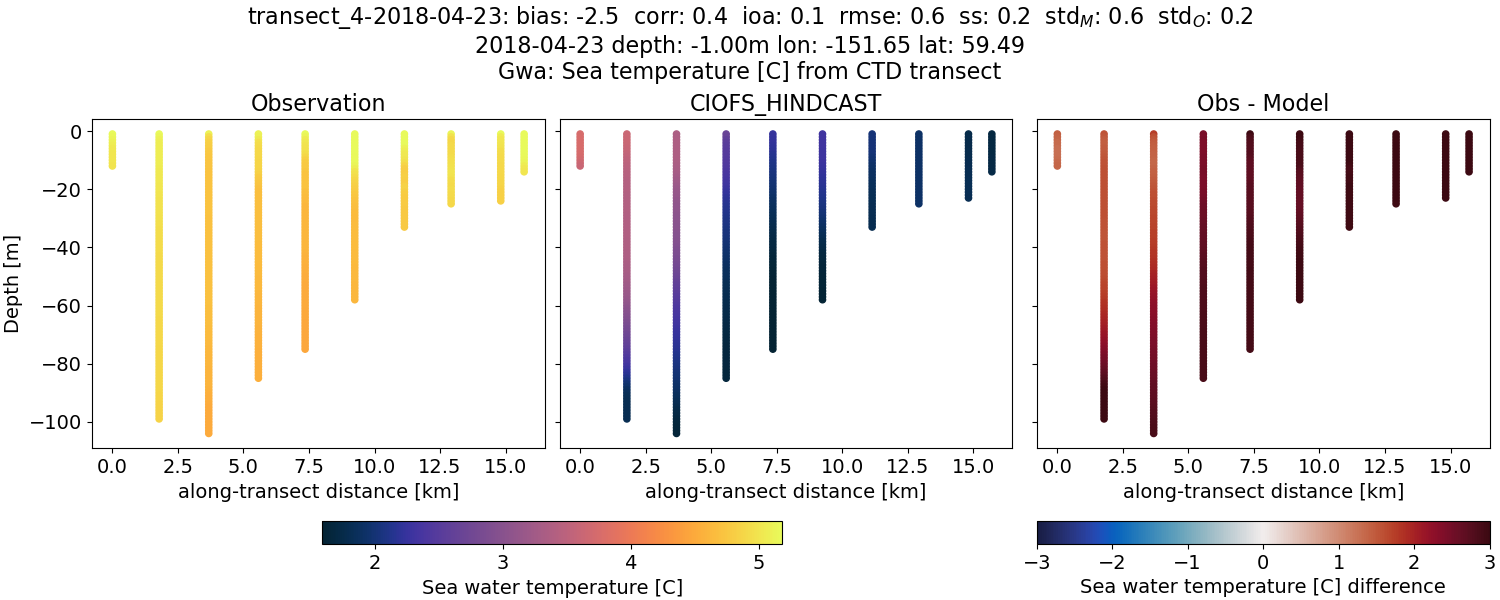 transect_4-2018-04-23: bias: -2.5 corr: 0.4 ioa: 0.1 rmse: 0.6 ss: 0.2 std_M: 0.6 std_O: 0.2
2018-04-23 depth: -1.00m lon: -151.65 lat: 59.49
Gwa: Sea temperature [C] from CTD transect
Observation
CIOFS_HINDCAST
Obs - Model
Depth [m]
0
−20
−40
−60
−80
−100
0.0 2.5 5.0 7.5 10.0 12.5 15.0
along-transect distance [km]
0.0 2.5 5.0 7.5 10.0 12.5 15.0
along-transect distance [km]
0.0 2.5 5.0 7.5 10.0 12.5 15.0
along-transect distance [km]
2 3 4 5
Sea water temperature [C]
−3 −2 −1 0 1 2 3
Sea water temperature [C] difference